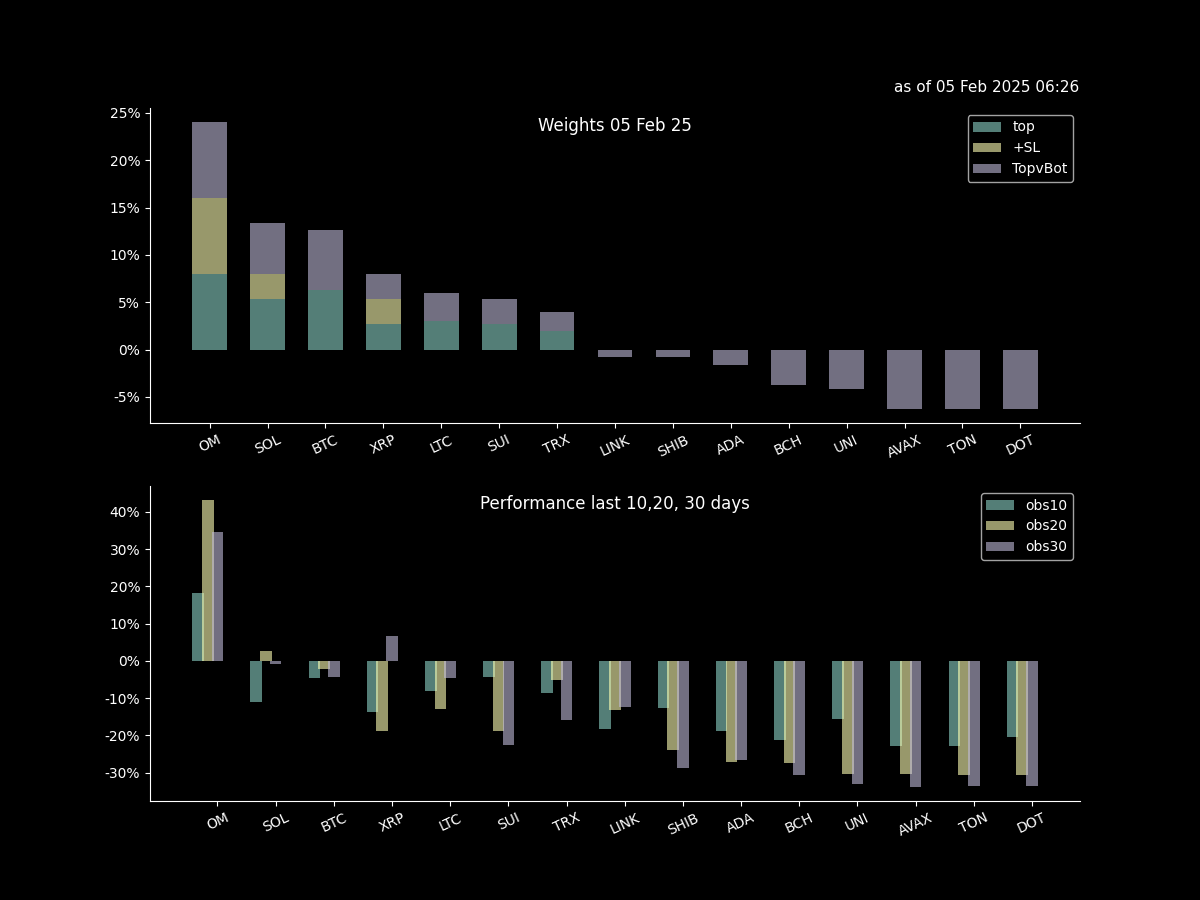 as of 05 Feb 2025 06:26
Weights 05 Feb 25
top
+SL
TopvBot
25%
20%
15%
10%
5%
0%
-5%
OM SOL BTC XRP LTC SUI TRX LINK SHIB ADA BCH UNI AVAX TON DOT
Performance last 10,20, 30 days
obs10
obs20
obs30
40%
30%
20%
10%
0%
-10%
-20%
-30%
OM SOL BTC XRP LTC SUI TRX LINK SHIB ADA BCH UNI AVAX TON DOT